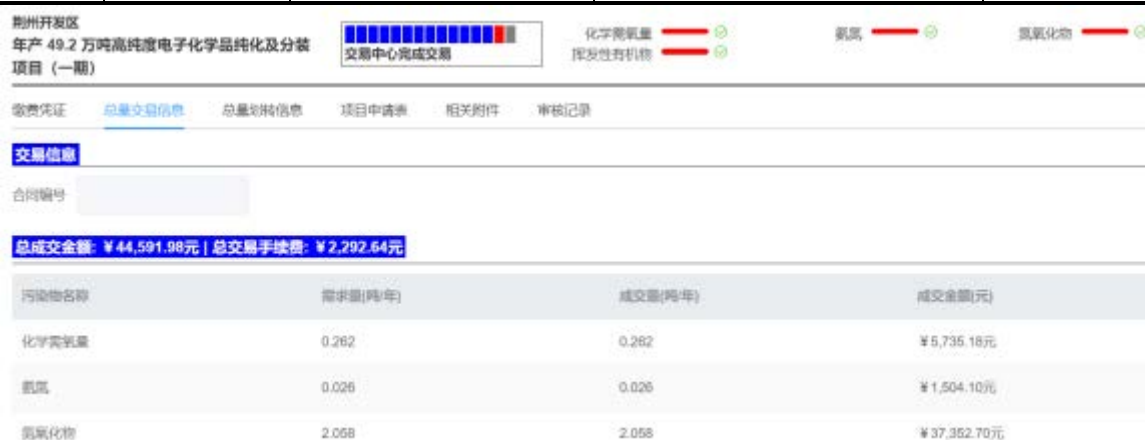 荆州开发区
年产 49.2 万吨高纯度电子化学品纯化及分装
项目（一期）
交易中心完成交易
化学需氧量
挥发性有机物
氨氮
氮氧化物
缴费凭证 总量交易信息 总量划转信息 项目申请表 相关附件 审核记录
交易信息
合同编号
总成交金额: ￥44,591.98元 | 总交易手续费: ￥2,292.64元
污染物名称 需求量(吨/年) 成交量(吨/年) 成交金额(元)
化学需氧量 0.262 0.262 ￥5,735.18元
氨氮 0.026 0.026 ￥1,504.10元
氮氧化物 2.058 2.058 ￥37,352.70元